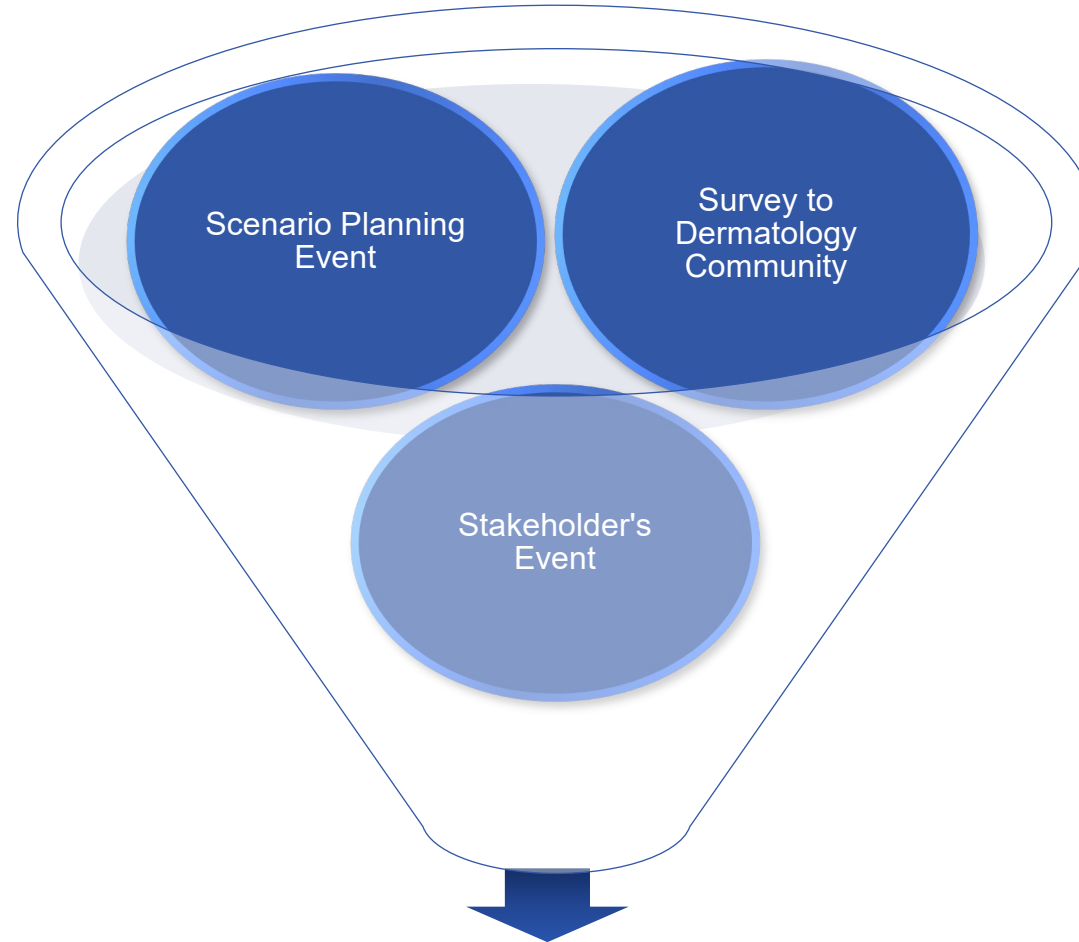 Scenario Planning
Event
Survey to
Dermatology
Community
Stakeholder's
Event